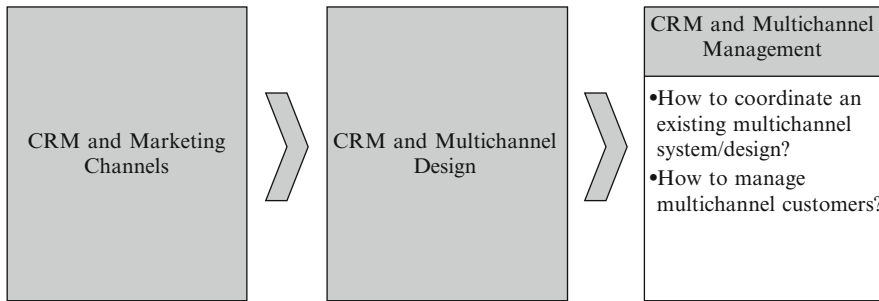 CRM and Marketing
Channels
CRM and Multichannel
Design
CRM and Multichannel
Management
•How to coordinate an
existing multichannel
system/design?
•How to manage
multichannel customers?